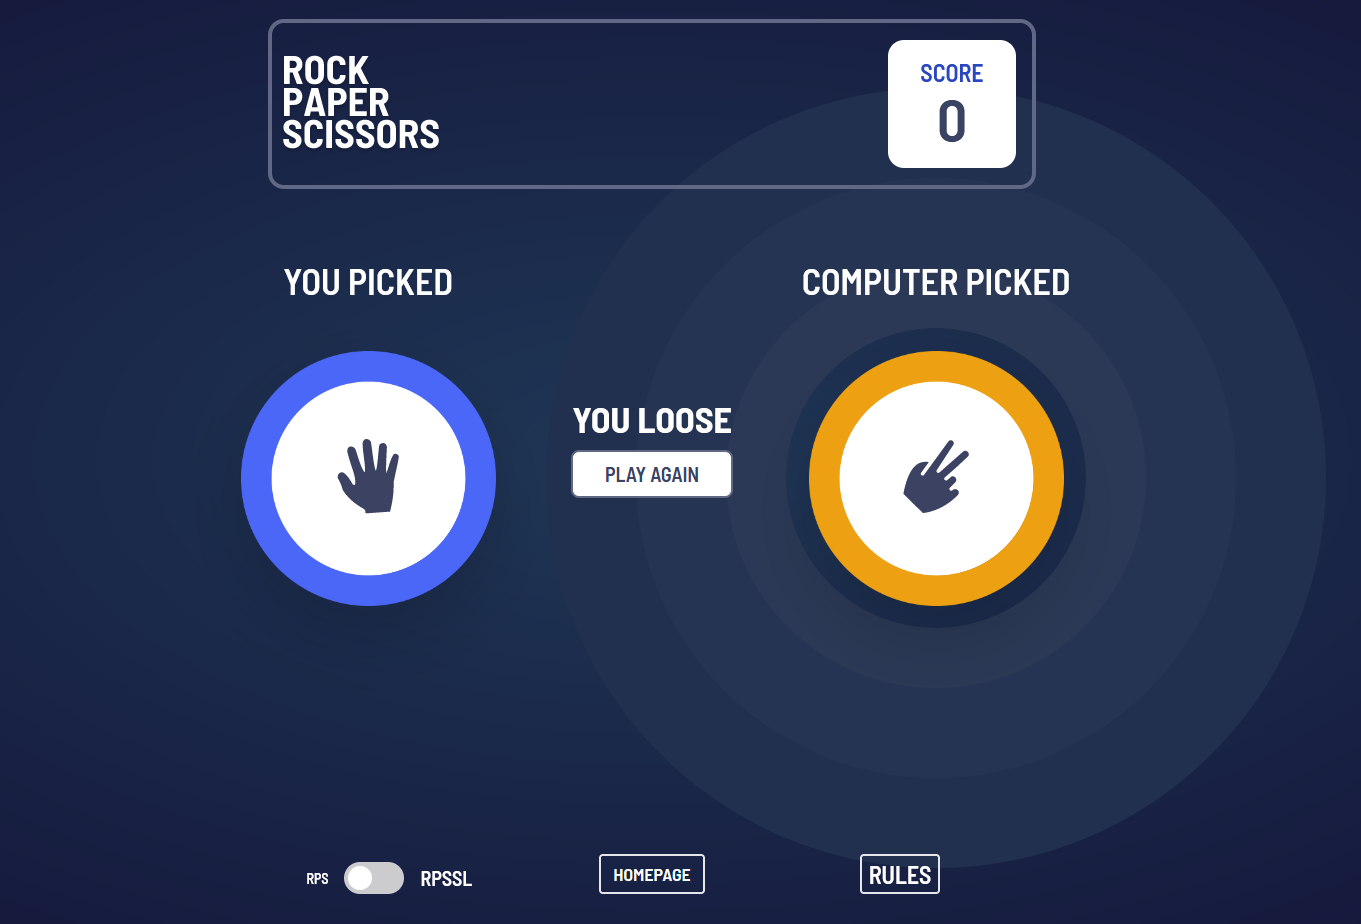 ROCK
PAPER
SCISSORS
SCORE
0
YOU PICKED
COMPUTER PICKED
YOU LOOSE
PLAY AGAIN
RPS
RPSSL
HOMEPAGE
RULES